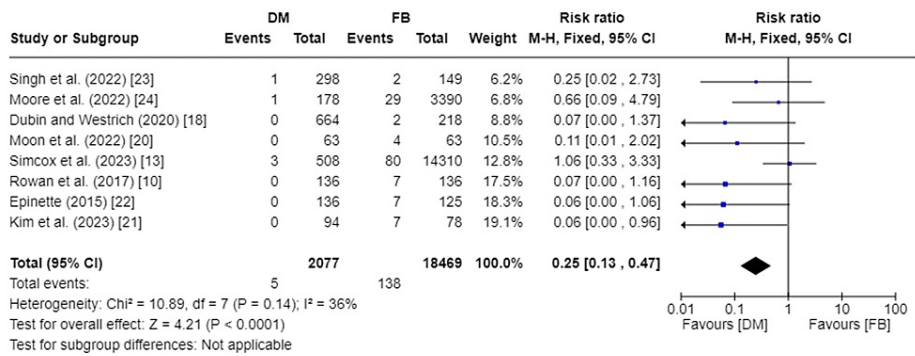 DM FB Risk ratio Risk ratio
Study or Subgroup Events Total Events Total Weight M-H, Fixed, 95% CI M-H, Fixed, 95% CI
Singh et al. (2022) [23] 1 298 2 149 6.2% 0.25 [0.02 , 2.73]
Moore et al. (2022) [24] 1 178 29 3390 6.8% 0.66 [0.09 , 4.79]
Dubin and Westrich (2020) [18] 0 664 2 218 8.8% 0.07 [0.00 , 1.37]
Moon et al. (2022) [20] 0 63 4 63 10.5% 0.11 [0.01 , 2.02]
Simcox et al. (2023) [13] 3 508 80 14310 12.8% 1.06 [0.33 , 3.33]
Rowan et al. (2017) [10] 0 136 7 136 17.5% 0.07 [0.00 , 1.16]
Epinette (2015) [22] 0 136 7 125 18.3% 0.06 [0.00 , 1.06]
Kim et al. (2023) [21] 0 94 7 78 19.1% 0.06 [0.00 , 0.96]
Total (95% CI) 2077 18469 100.0% 0.25 [0.13 , 0.47]
Total events: 5 138
Heterogeneity: Chi² = 10.89, df = 7 (P = 0.14); I² = 36%
0.01 0.1 1 10 100
Test for overall effect: Z = 4.21 (P < 0.0001)
Favours [DM] Favours [FB]
Test for subgroup differences: Not applicable